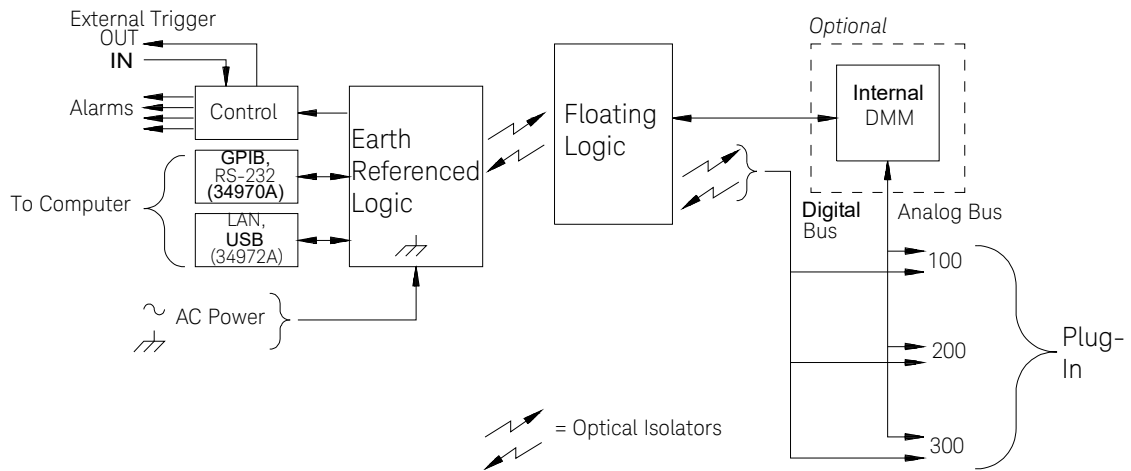 External Trigger
OUT
IN
Alarms
Control
GPIB,
RS-232
(34970A)
To Computer
LAN,
USB
(34972A)
AC Power
Earth
Referenced
Logic
Floating
Logic
Optional
Internal
DMM
Digital
Bus
Analog Bus
100
200
300
Plug-
In
= Optical Isolators